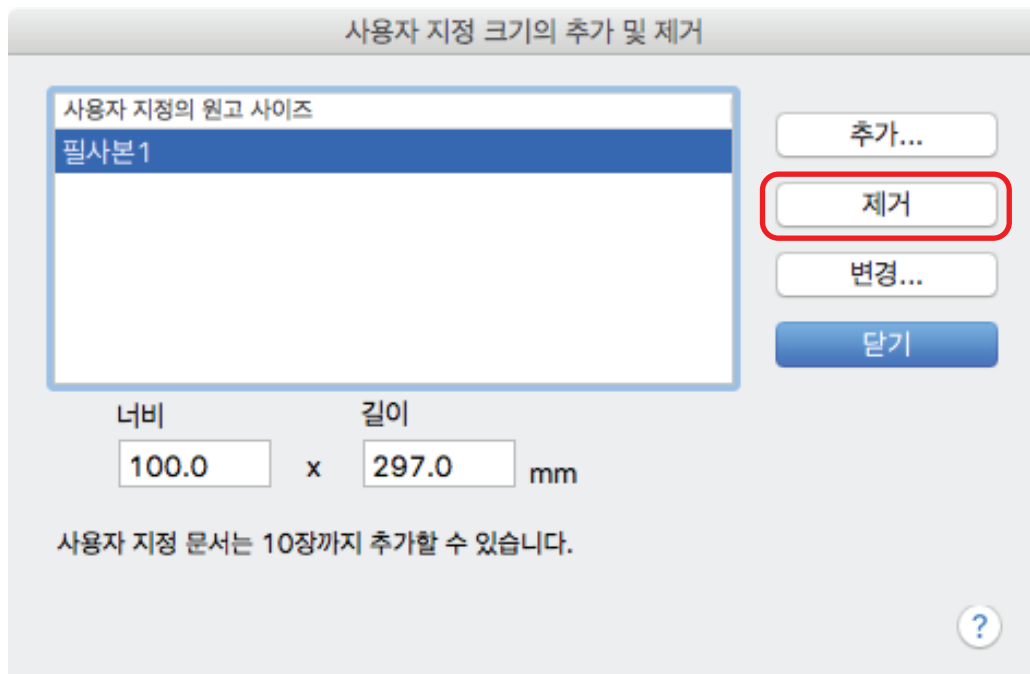 사용자 지정 크기의 추가 및 제거
사용자 지정의 원고 사이즈
필사본1
추가...
제거
변경...
닫기
너비 길이
100.0 x 297.0 mm
사용자 지정 문서는 10장까지 추가할 수 있습니다.
?